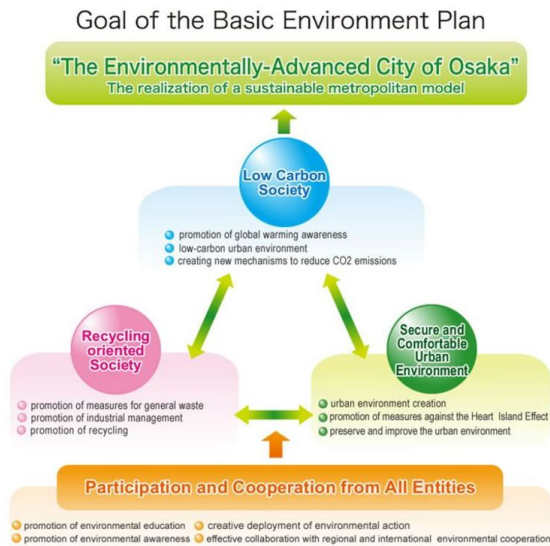 Goal of the Basic Environment Plan
“The Environmentally-Advanced City of Osaka”
The realization of a sustainable metropolitan model
Low Carbon
Society
promotion of global warming awareness
low-carbon urban environment
creating new mechanisms to reduce CO2 emissions
Recycling
oriented
Society
promotion of measures for general waste
promotion of industrial management
promotion of recycling
Secure and
Comfortable
Urban
Environment
urban environment creation
promotion of measures against the Heart Island Effect
preserve and improve the urban environment
Participation and Cooperation from All Entities
promotion of environmental education
creative deployment of environmental action
promotion of environmental awareness
effective collaboration with regional and international environmental cooperation